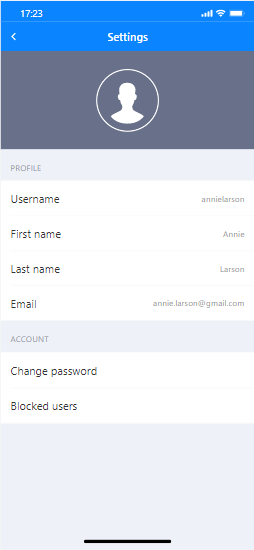 17:23
Settings
PROFILE
Username annielarson
First name Annie
Last name Larson
Email annie.larson@gmail.com
ACCOUNT
Change password
Blocked users